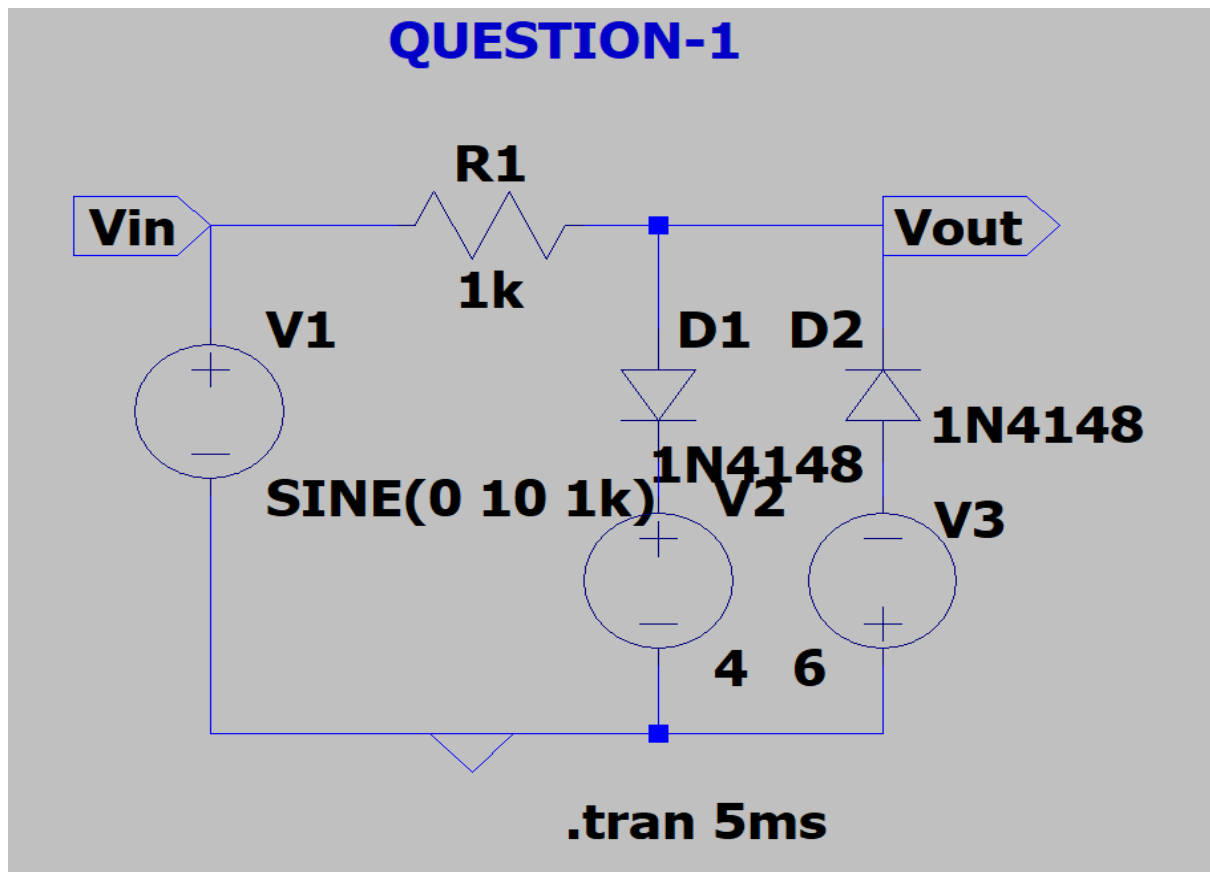 QUESTION-1
R1
Vin
Vout
1k
V1
D1
D2
1N4148
1N4148
SINE(0 10 1k)
V2
V3
4
6
.tran 5ms